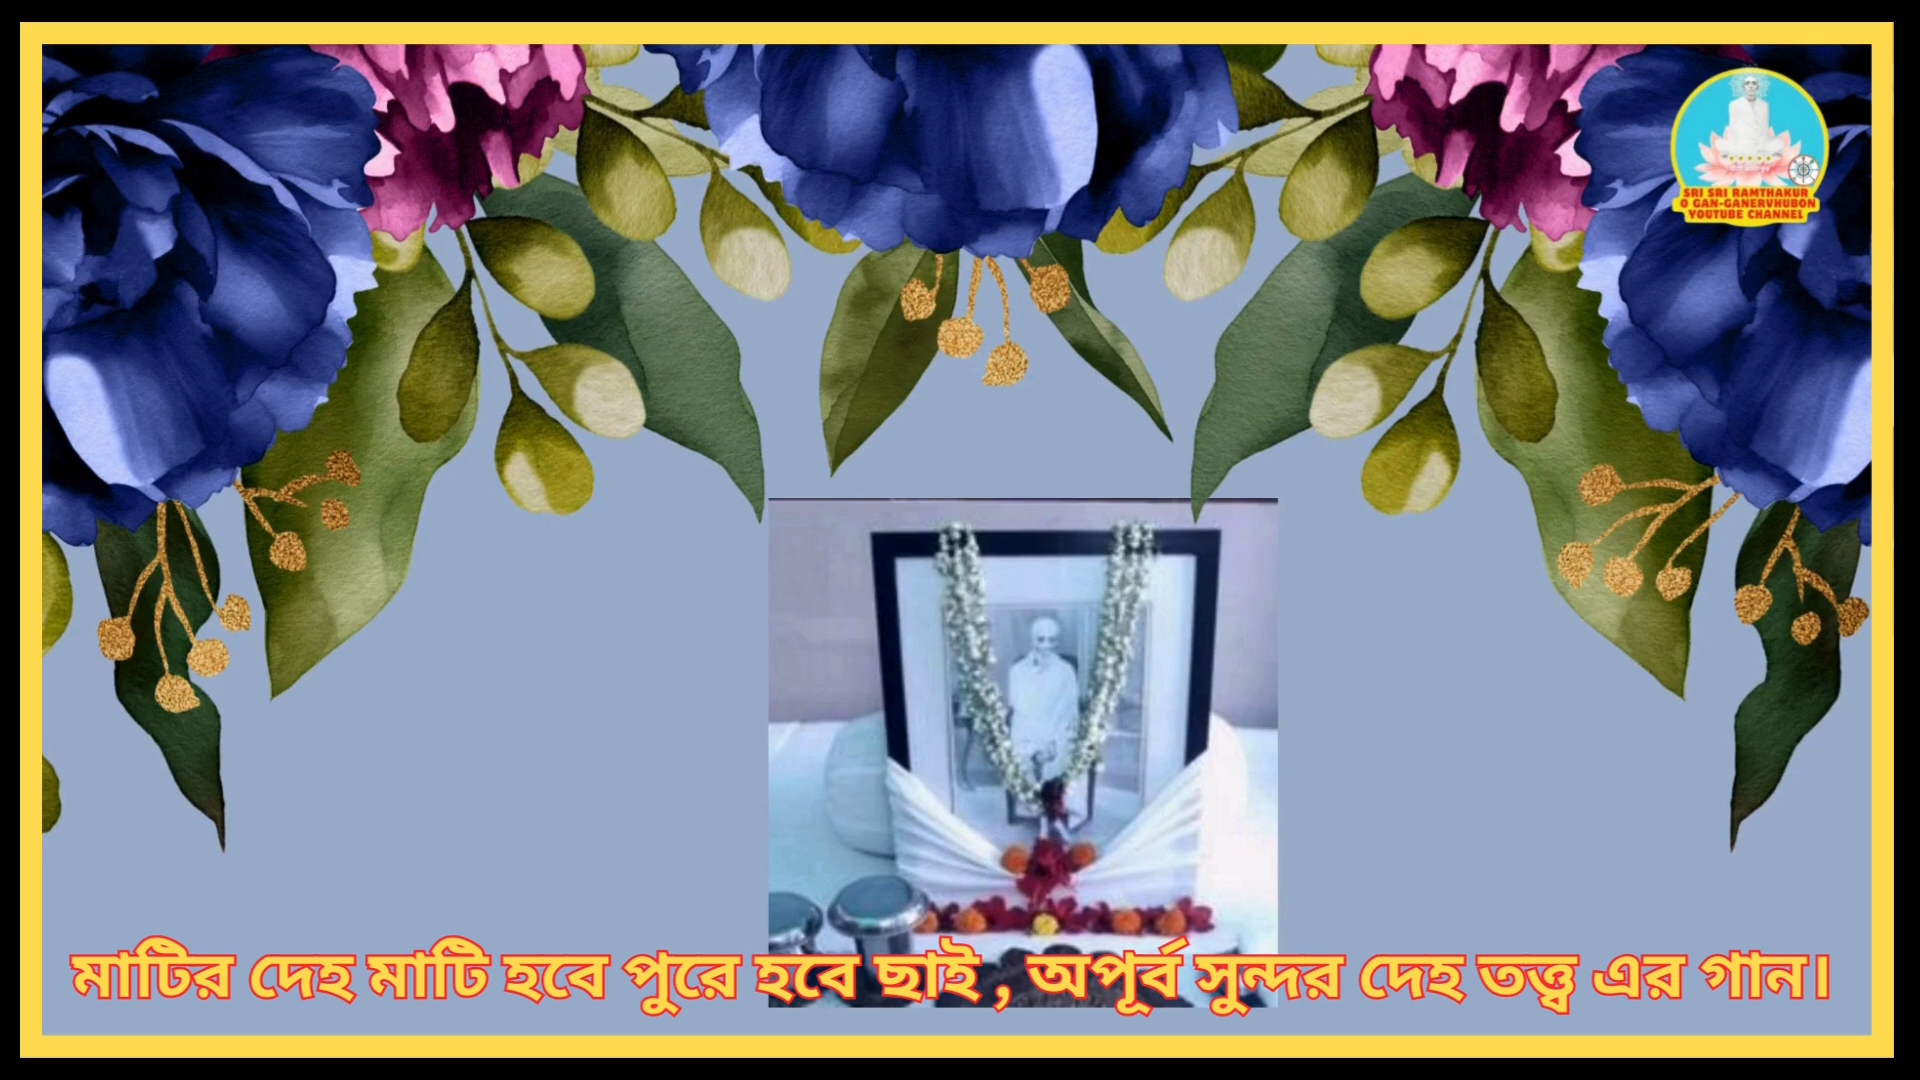 SRI SRI RAMTHAKUR
O GAN-GANERVHUBON
YOUTUBE CHANNEL
মাটির দেহ মাটি হবে পুরে হবে ছাই , অপূর্ব সুন্দর দেহ তত্ত্ব এর গান।